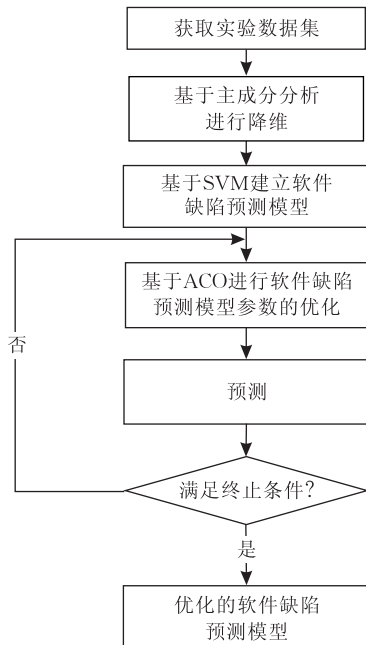 获取实验数据集
基于主成分分析
进行降维
基于SVM建立软件
缺陷预测模型
基于ACO进行软件缺陷
预测模型参数的优化
否
预测
满足终止条件?
是
优化的软件缺陷
预测模型